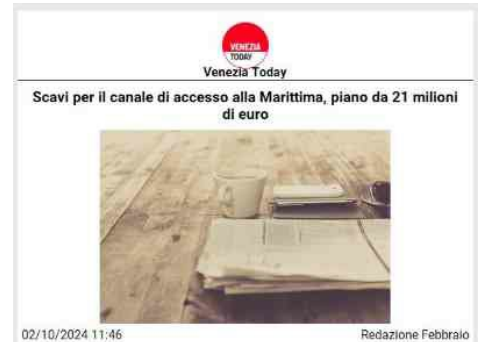 VENEZIA
TODAY
Venezia Today
Scavi per il canale di accesso alla Marittima, piano da 21 milioni
di euro
02/10/2024 11:46
Redazione Febbraio